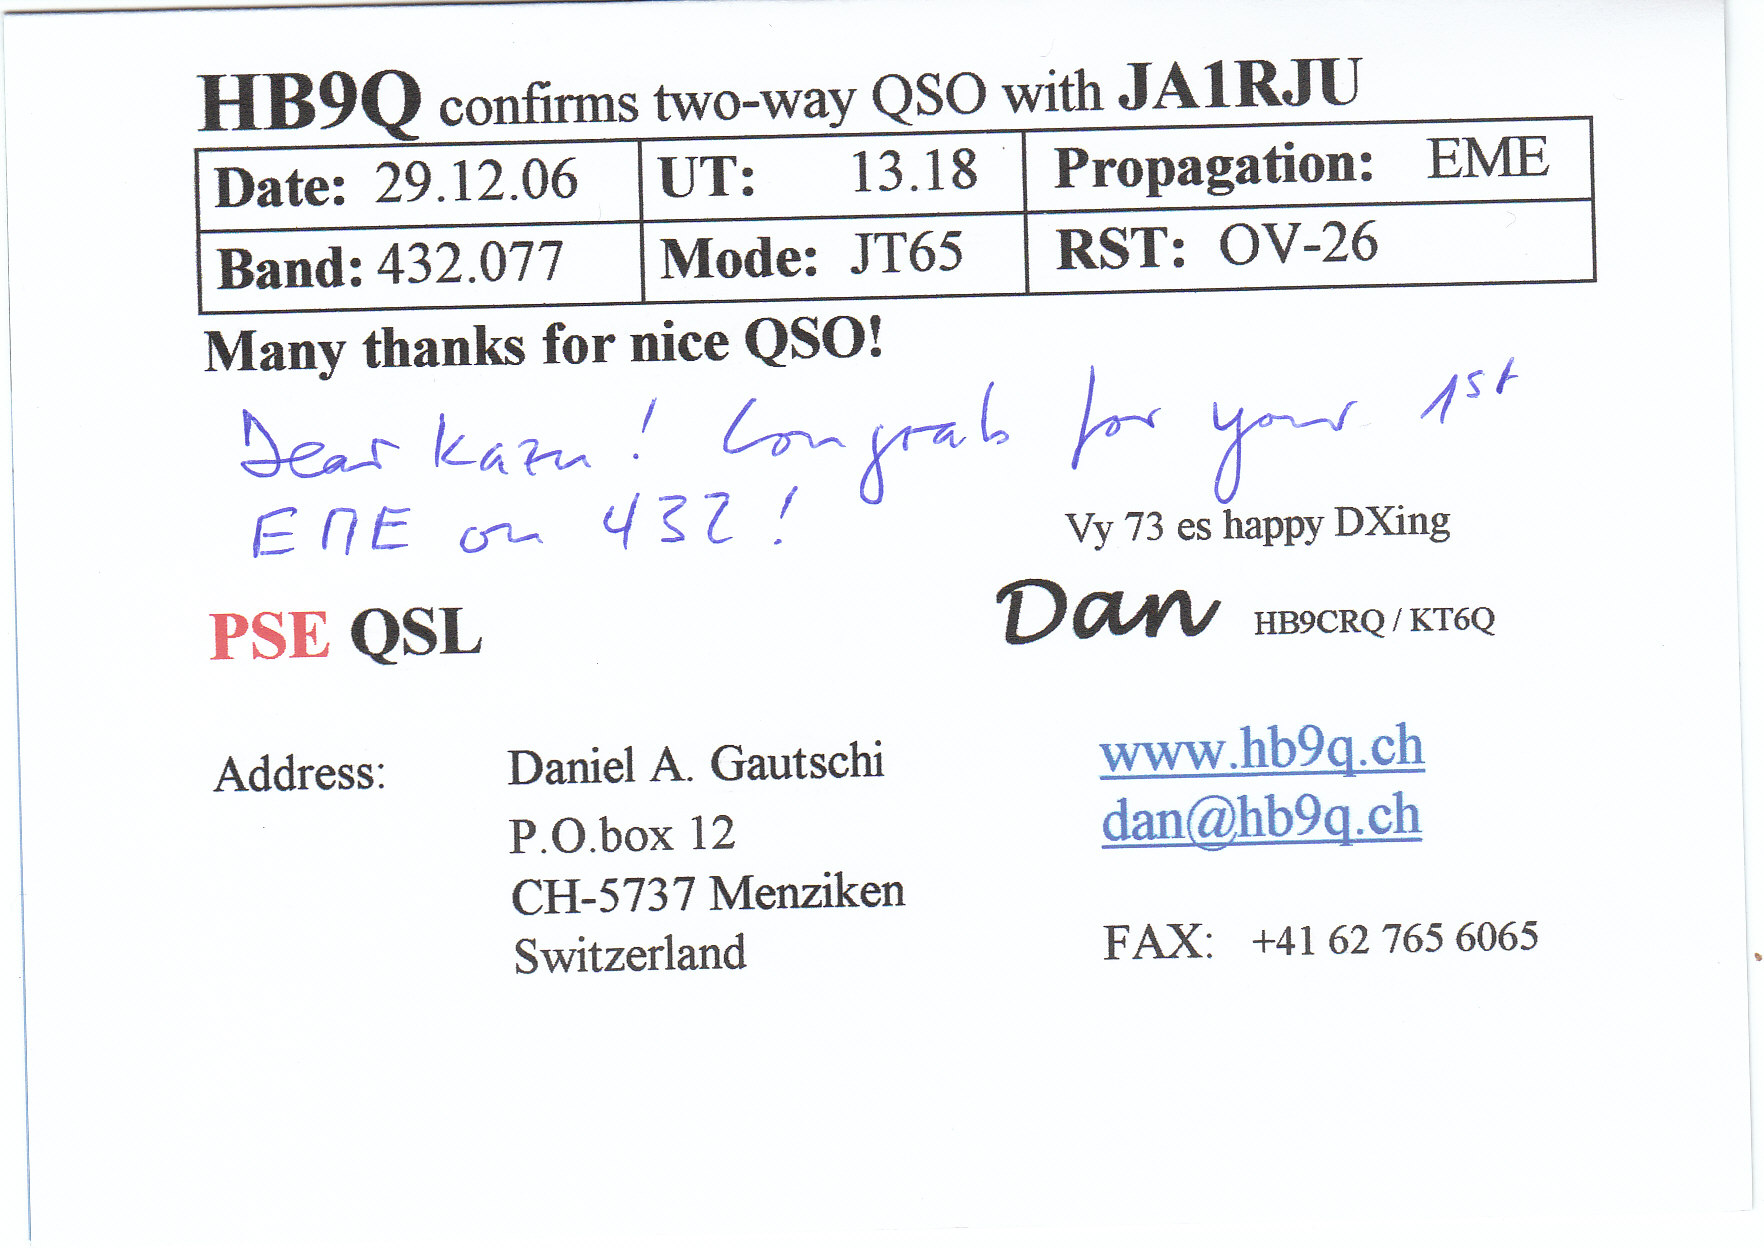 HB9Q confirms two-way QSO with JA1RJU
Date: 29.12.06 UT: 13.18 Propagation: EME
Band: 432.077 Mode: JT65 RST: OV-26
Many thanks for nice QSO!
Dear Kazu! Congrats for your 1st
EME on 432!
Vy 73 es happy DXing
PSE QSL
Dan HB9CRQ / KT6Q
Address: Daniel A. Gautschi
P.O.box 12
CH-5737 Menziken
Switzerland
www.hb9q.ch
dan@hb9q.ch
FAX: +41 62 765 6065